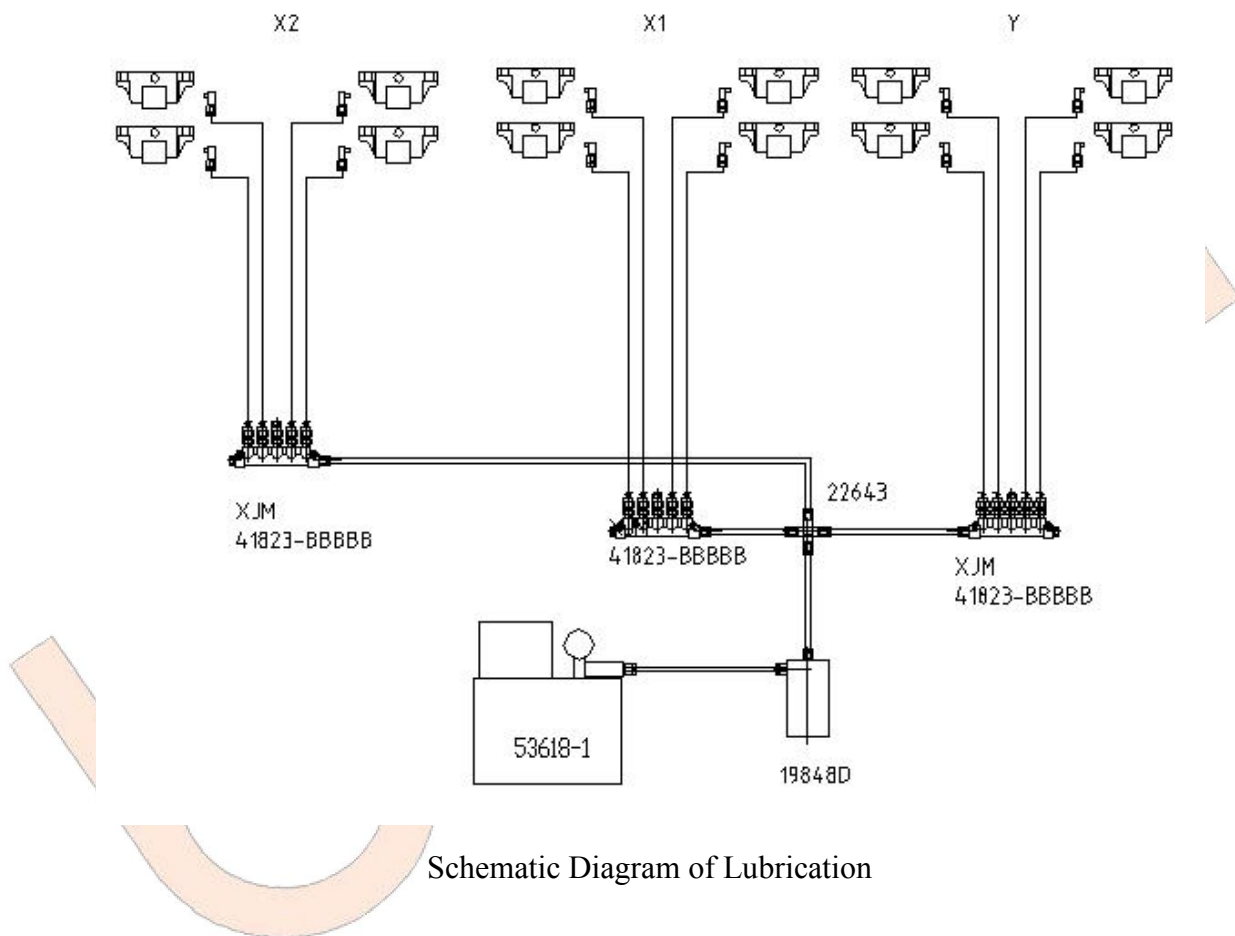 X2
X1
Y
22643
XJM
41823-BBBBB
41823-BBBBB
XJM
41823-BBBBB
53618-1
19848D
Schematic Diagram of Lubrication